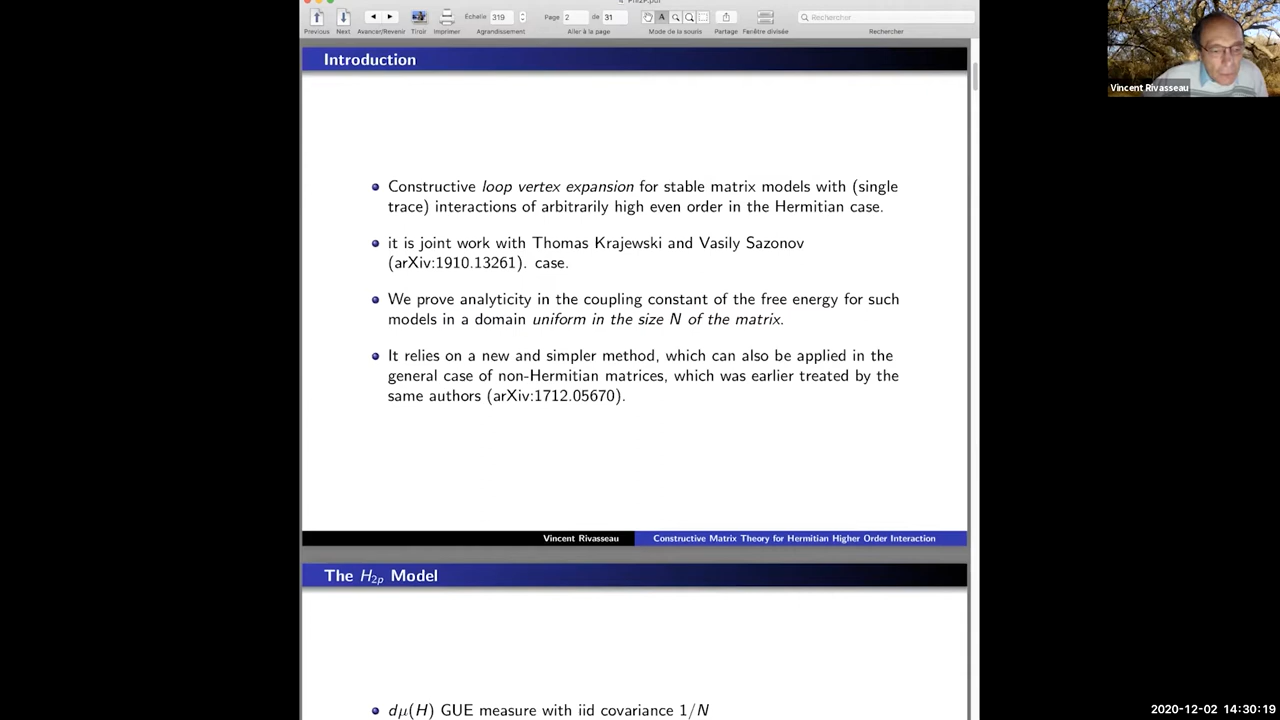 Previous Next Avancer/Revenir Tiroir Imprimer Échelle 319 Agrandissement Page 2 de 31 Aller à la page Mode de la souris Partage Fenêtre divisée Rechercher Rechercher
Introduction
Constructive loop vertex expansion for stable matrix models with (single
trace) interactions of arbitrarily high even order in the Hermitian case.
it is joint work with Thomas Krajewski and Vasily Sazonov
(arXiv:1910.13261). case.
We prove analyticity in the coupling constant of the free energy for such
models in a domain uniform in the size N of the matrix.
It relies on a new and simpler method, which can also be applied in the
general case of non-Hermitian matrices, which was earlier treated by the
same authors (arXiv:1712.05670).
Vincent Rivasseau Constructive Matrix Theory for Hermitian Higher Order Interaction
The H₂ₚ Model
dμ(H) GUE measure with iid covariance 1/N
Vincent Rivasseau
2020-12-02 14:30:19